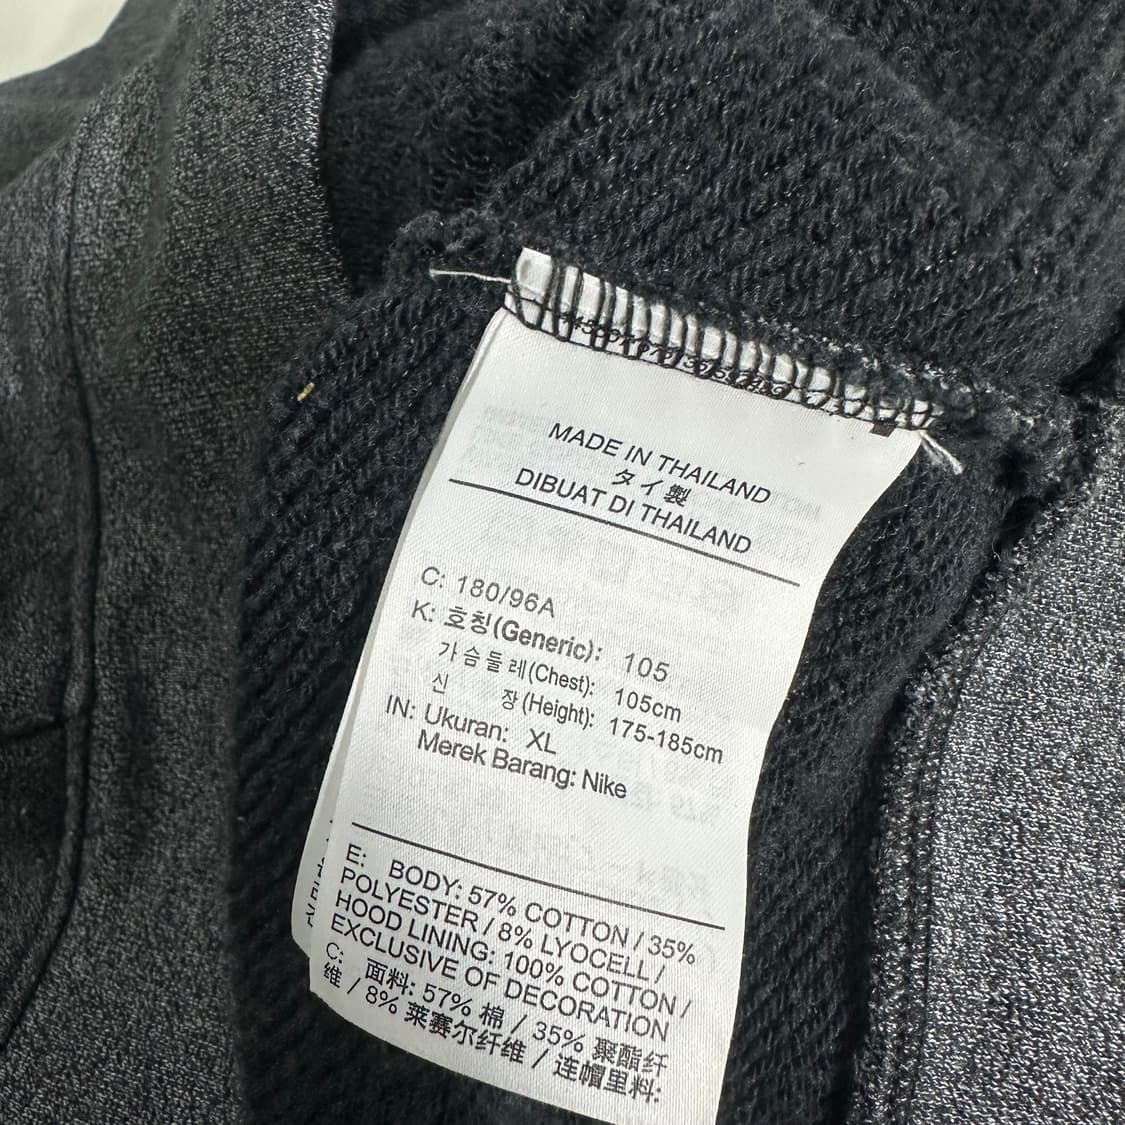 MADE IN THAILAND
タイ製
DIBUAT DI THAILAND
C: 180/96A
K: 호칭(Generic): 105
가슴둘레(Chest): 105cm
신 장(Height): 175-185cm
IN: Ukuran: XL
Merek Barang: Nike
E: BODY: 57% COTTON / 35%
POLYESTER / 8% LYOCELL /
HOOD LINING: 100% COTTON /
EXCLUSIVE OF DECORATION
C: 面料: 57% 棉 / 35% 聚酯纤
维 / 8% 莱赛尔纤维 / 连帽里料: